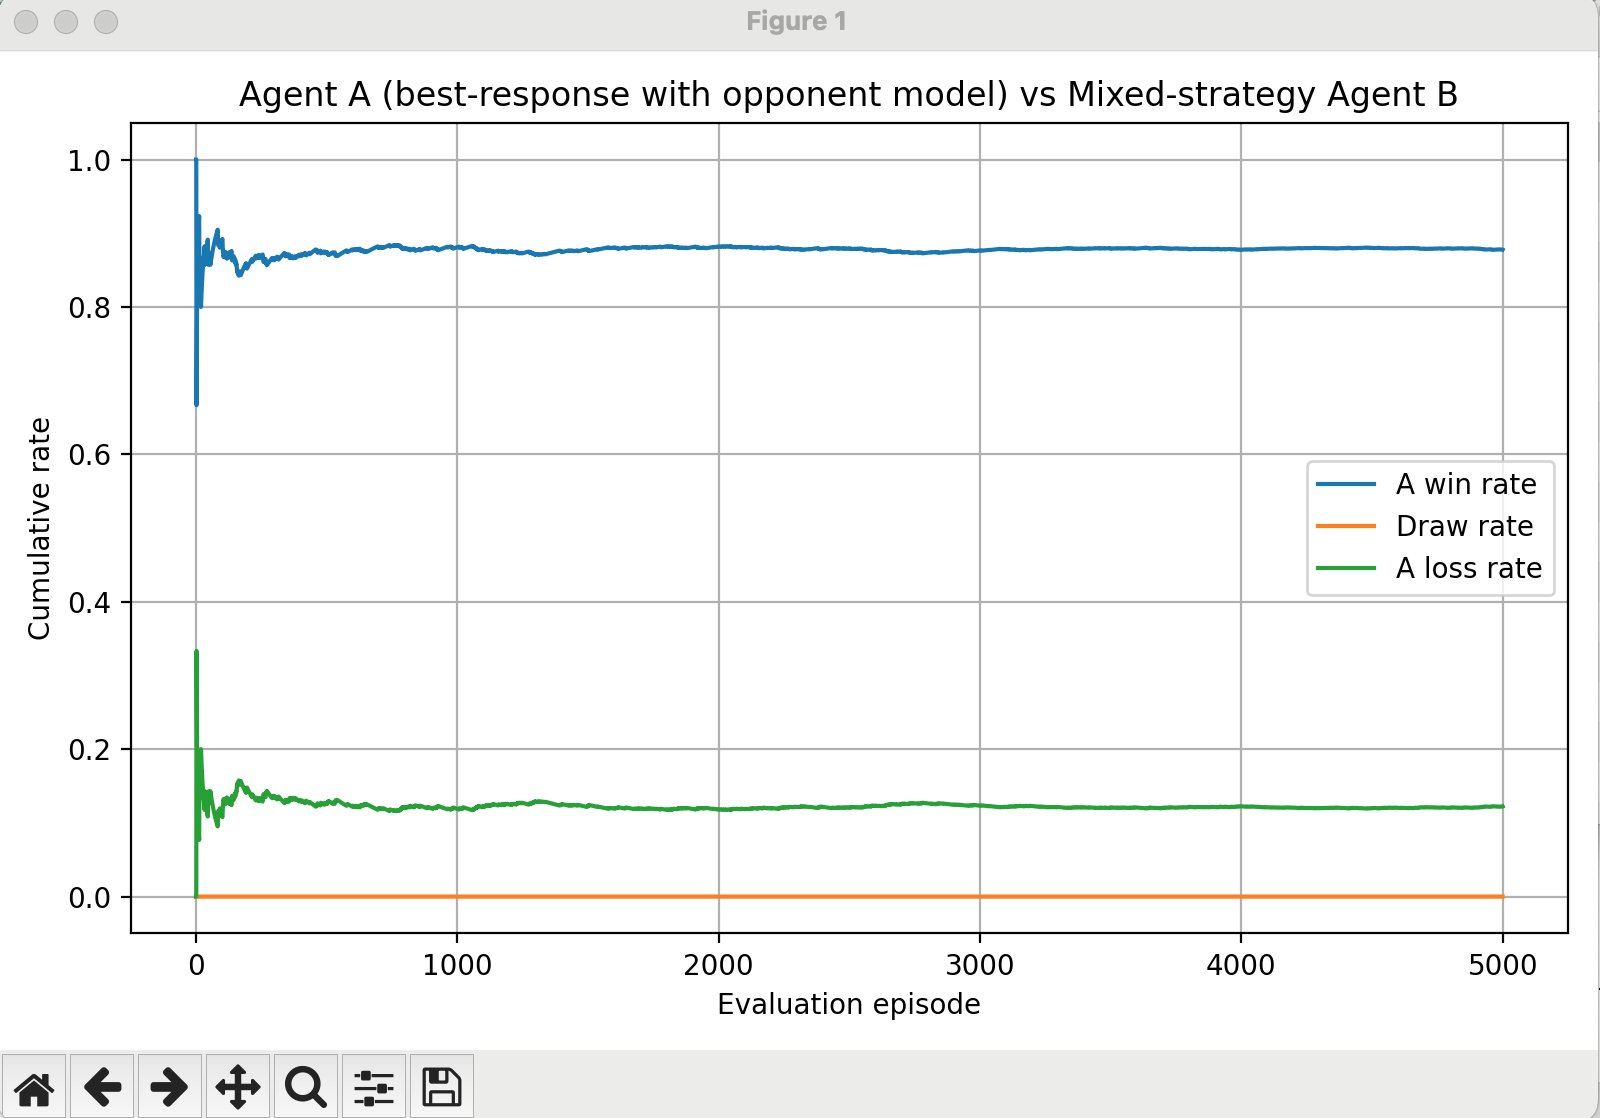 Figure 1
Agent A (best-response with opponent model) vs Mixed-strategy Agent B
1.0
0.8
0.6
0.4
0.2
0.0
Cumulative rate
A win rate
Draw rate
A loss rate
0 1000 2000 3000 4000 5000
Evaluation episode